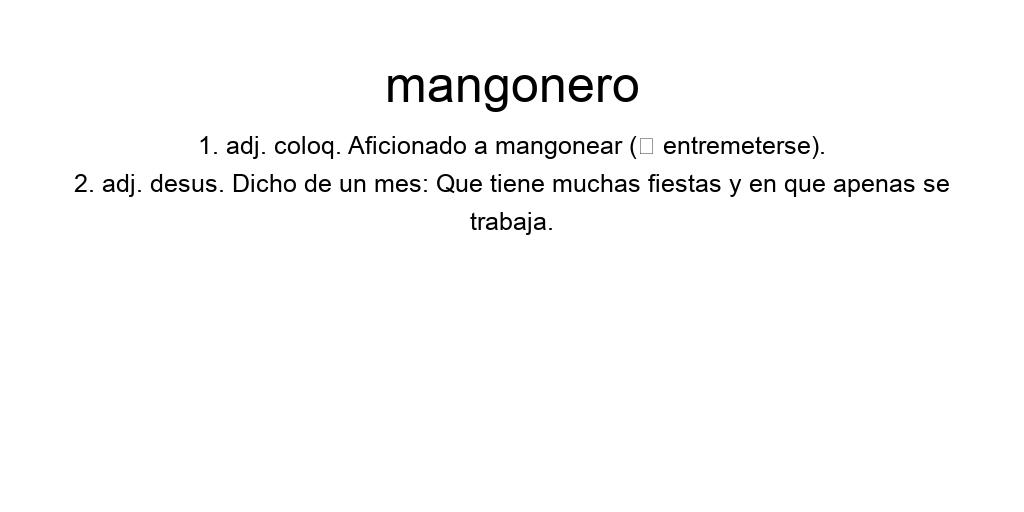 mangonero
1. adj. coloq. Aficionado a mangonear (▯ entremeterse).
2. adj. desus. Dicho de un mes: Que tiene muchas fiestas y en que apenas se
trabaja.